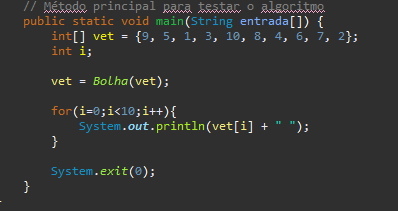 // Método principal para testar o algoritmo
public static void main(String entrada[]) {
int[] vet = {9, 5, 1, 3, 10, 8, 4, 6, 7, 2};
int i;
vet = Bolha(vet);
for(i=0;i<10;i++){
System.out.println(vet[i] + " ");
}
System.exit(0);
}